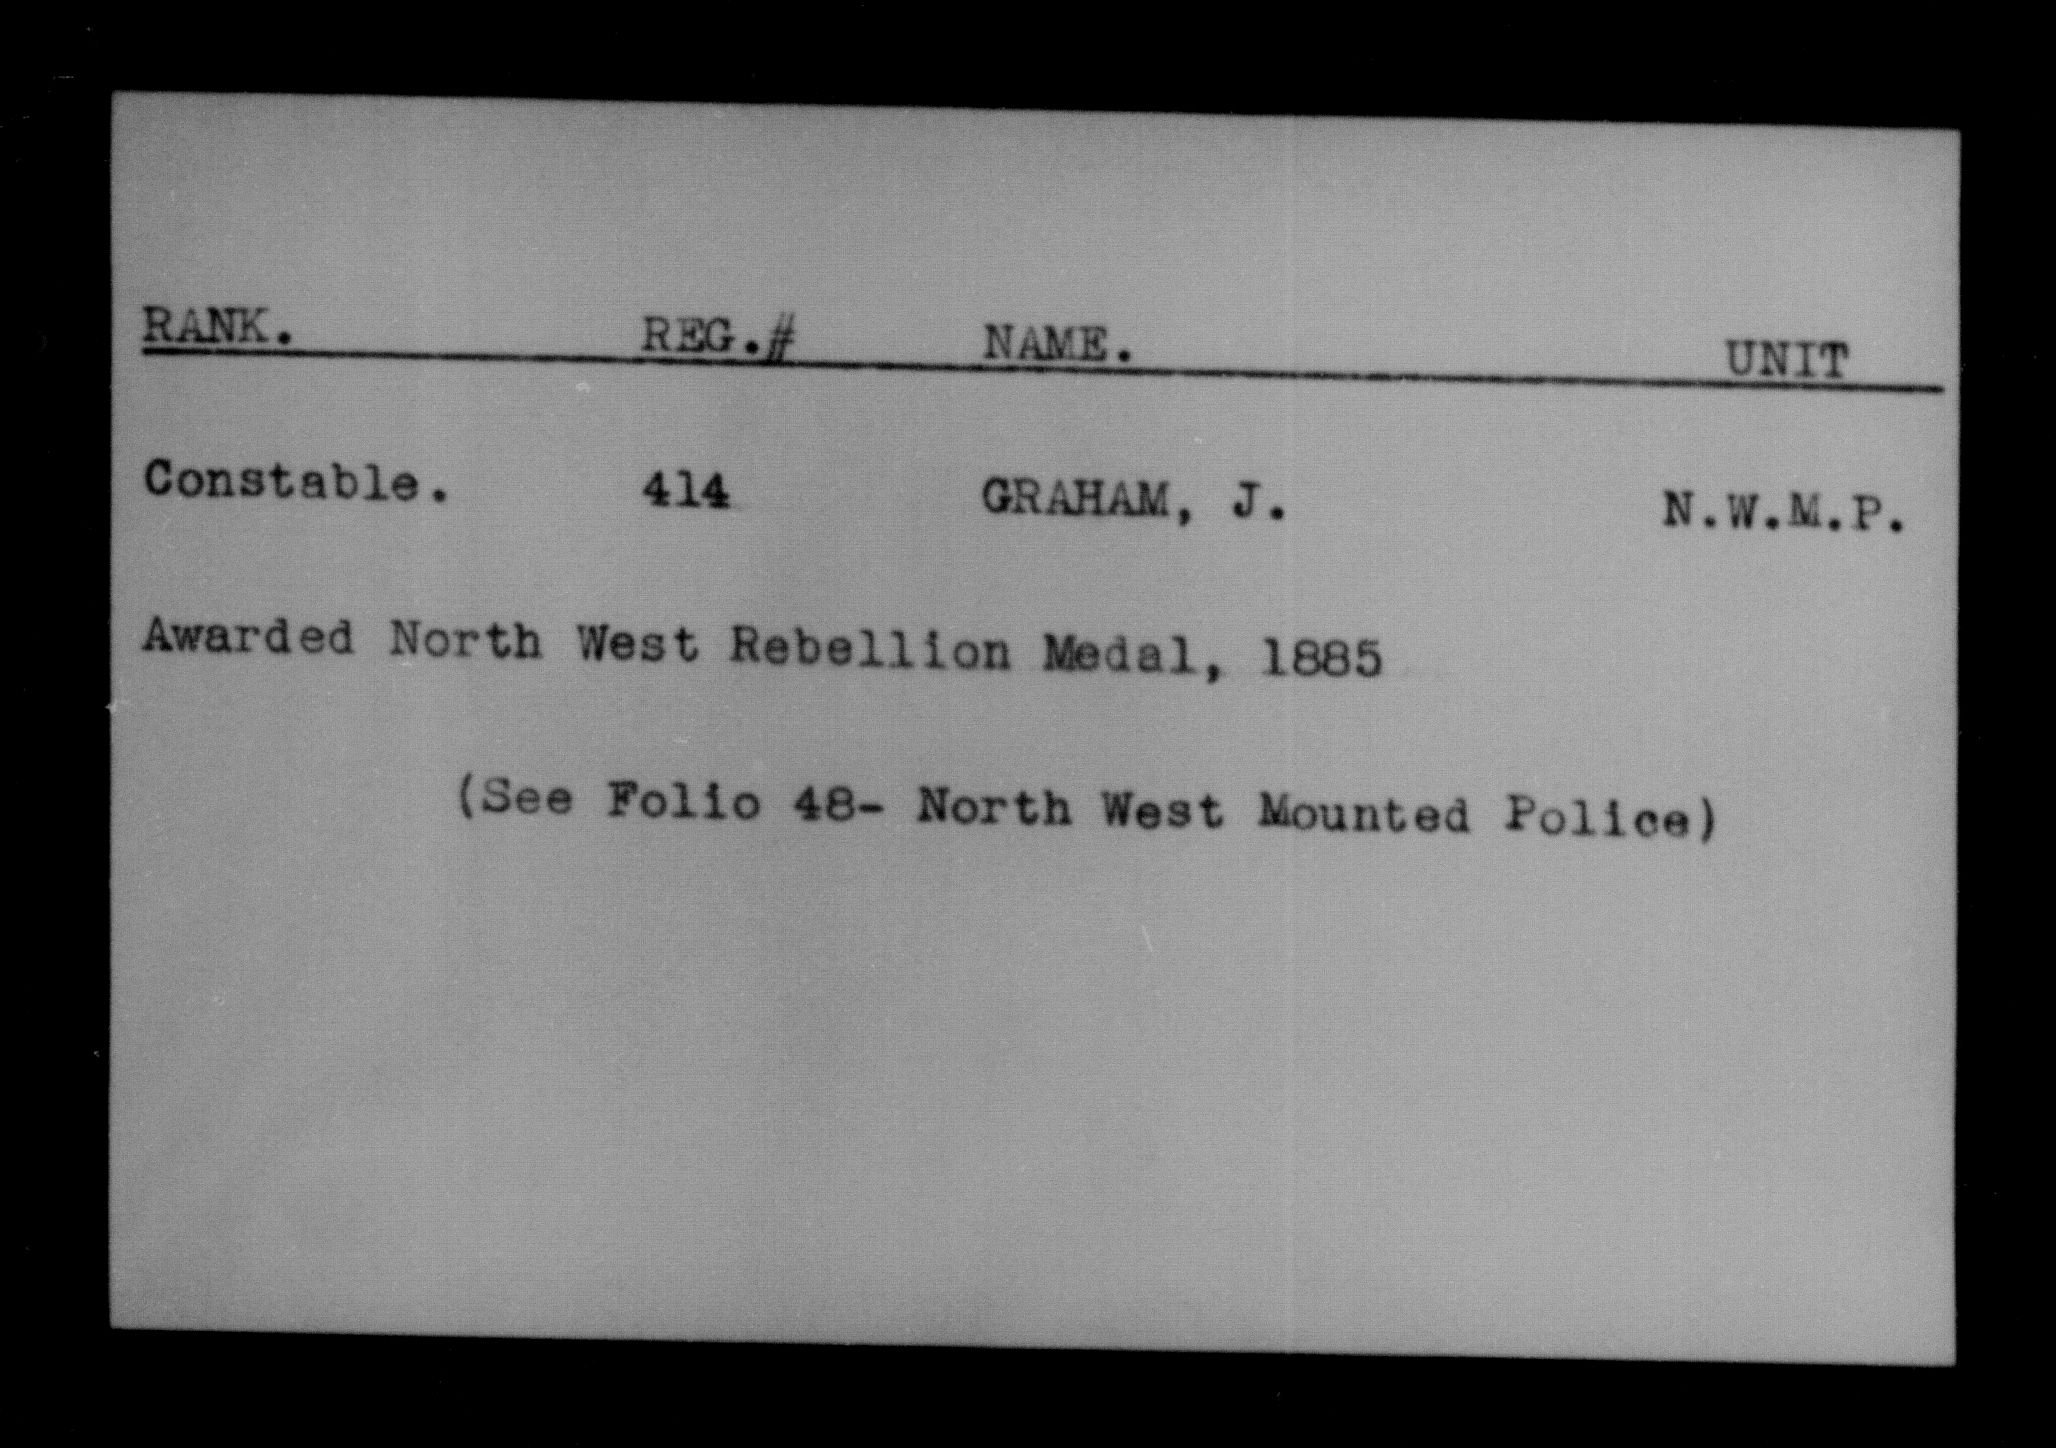 RANK. REG.# NAME. UNIT
Constable. 414 GRAHAM, J. N.W.M.P.
Awarded North West Rebellion Medal, 1885
(See Folio 48- North West Mounted Police)